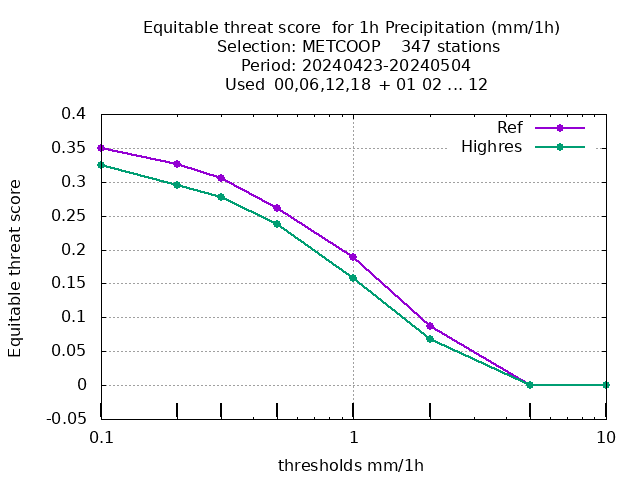 Equitable threat score  for 1h Precipitation (mm/1h)
Selection: METCOOP    347 stations
Period: 20240423-20240504
Used  00,06,12,18 + 01 02 ... 12
0.4
0.35
0.3
0.25
0.2
0.15
0.1
0.05
0
-0.05
Equitable threat score
Ref
Highres
0.1
1
10
thresholds mm/1h